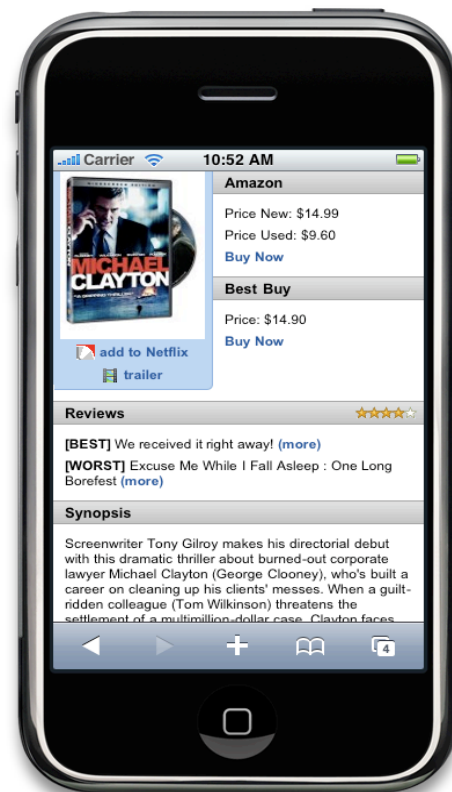 Carrier 10:52 AM
WIDESCREEN EDITION
MICHAEL
CLAYTON
add to Netflix
trailer
Amazon
Price New: $14.99
Price Used: $9.60
Buy Now
Best Buy
Price: $14.90
Buy Now
Reviews
[BEST] We received it right away! (more)
[WORST] Excuse Me While I Fall Asleep : One Long
Borefest (more)
Synopsis
Screenwriter Tony Gilroy makes his directorial debut
with this dramatic thriller about burned-out corporate
lawyer Michael Clayton (George Clooney), who's built a
career on cleaning up his clients' messes. When a guilt-
ridden colleague (Tom Wilkinson) threatens the
settlement of a multimillion-dollar case, Clayton faces
4